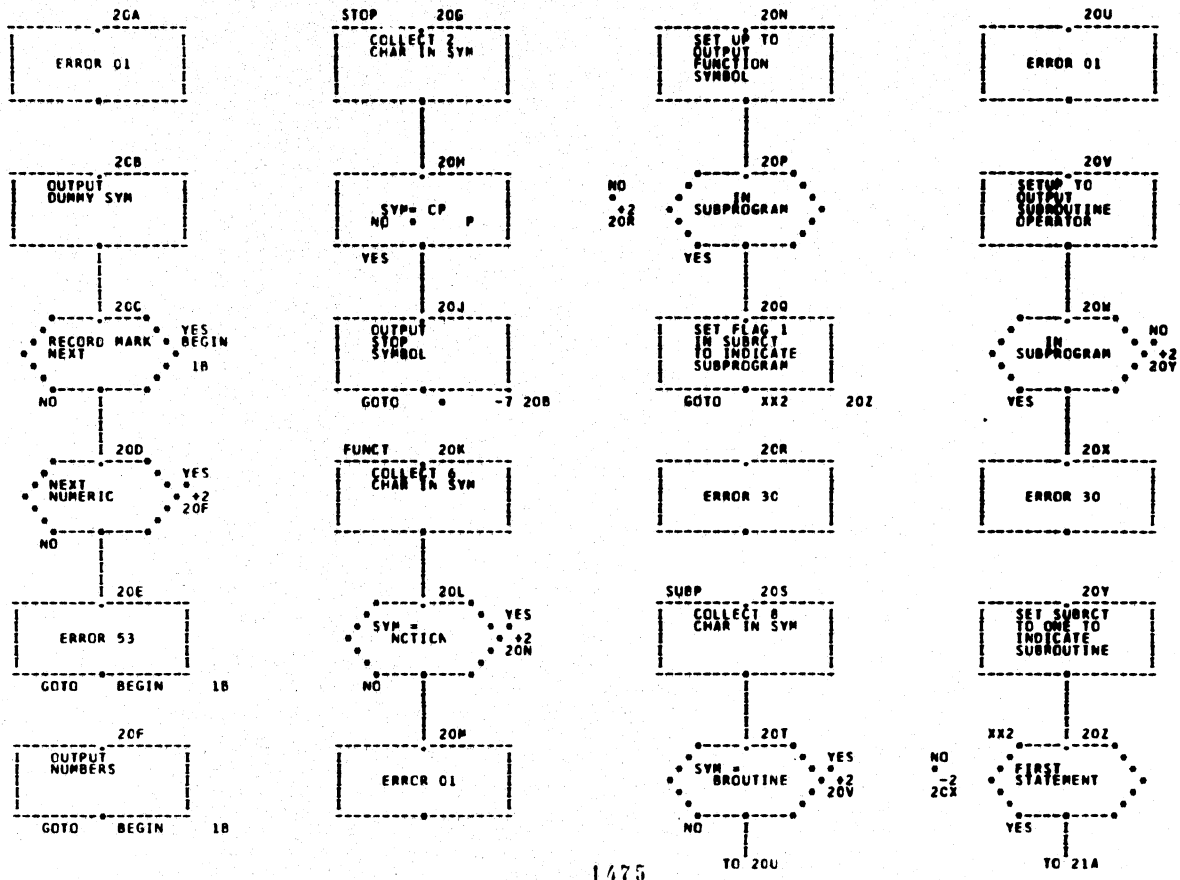 20A
ERROR 01
20B
OUTPUT
DUMMY SYM
20C
RECORD MARK
NEXT
YES
BEGIN
1B
NO
20D
NEXT
NUMERIC
YES
+2
20F
NO
20E
ERROR 53
GOTO BEGIN 1B
20F
OUTPUT
NUMBERS
GOTO BEGIN 1B
STOP 20G
COLLECT 2
CHAR IN SYM
20H
SYM= CP
NO P
YES
20J
OUTPUT
STOP
SYMBOL
GOTO -7 20B
FUNCT 20K
COLLECT 6
CHAR IN SYM
20L
SYM =
NCTION
YES
+2
20N
NO
20M
ERROR 01
20N
SET UP TO
OUTPUT
FUNCTION
SYMBOL
20P
IN
SUBPROGRAM
NO
+2
20R
YES
20Q
SET FLAG 1
IN SUBRCT
TO INDICATE
SUBPROGRAM
GOTO XX2 20Z
20R
ERROR 30
SUBP 20S
COLLECT 8
CHAR IN SYM
20T
SYM =
BROUTINE
YES
+2
20V
NO
TO 20U
20U
ERROR 01
20V
SETUP TO
OUTPUT
SUBROUTINE
OPERATOR
20W
IN
SUBPROGRAM
NO
+2
20Y
YES
20X
ERROR 30
20Y
SET SUBRCT
TO ONE TO
INDICATE
SUBROUTINE
XX2 20Z
FIRST
STATEMENT
NO
-2
20X
YES
TO 21A
1475